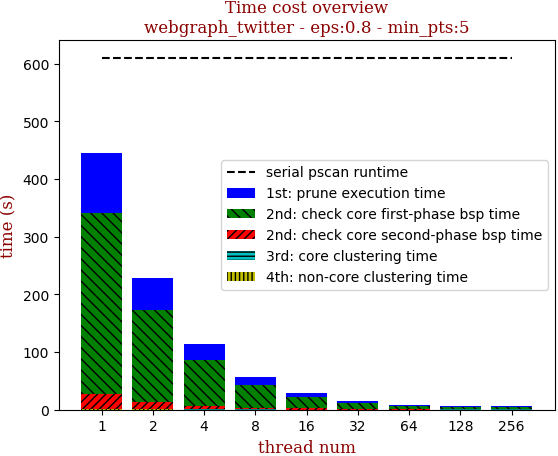 Time cost overview
webgraph_twitter - eps:0.8 - min_pts:5
600
500
400
300
200
100
0
time (s)
serial pscan runtime
1st: prune execution time
2nd: check core first-phase bsp time
2nd: check core second-phase bsp time
3rd: core clustering time
4th: non-core clustering time
1 2 4 8 16 32 64 128 256
thread num